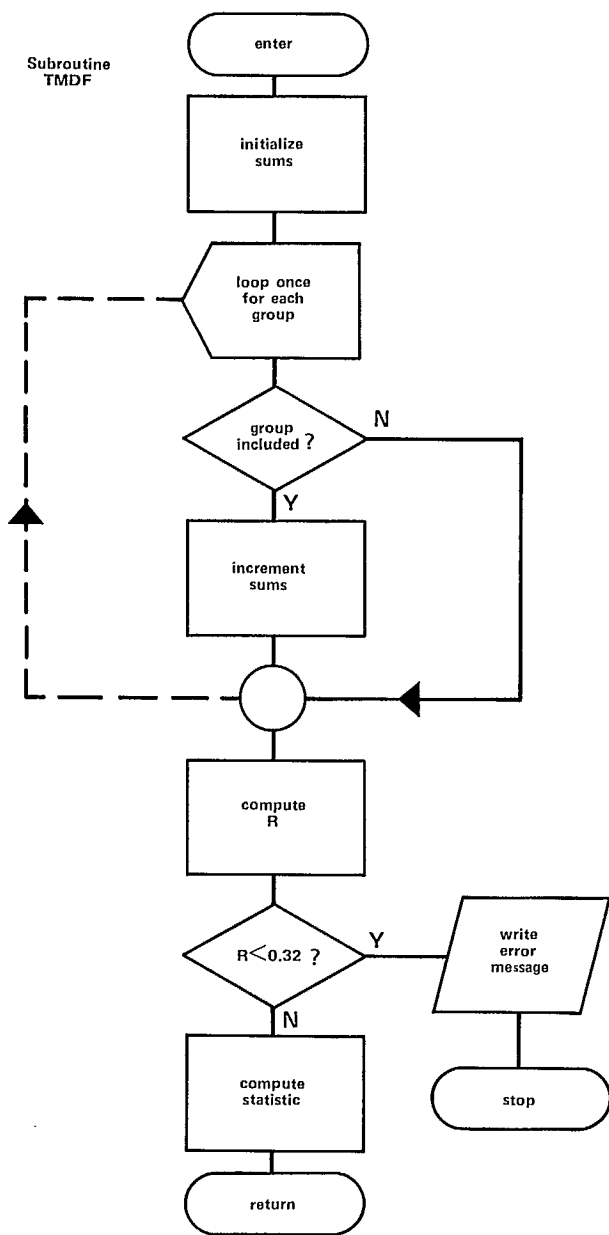 Subroutine
TMDF
enter
initialize
sums
loop once
for each
group
group
included ?
N
Y
increment
sums
compute
R
R<0.32 ?
Y
write
error
message
N
compute
statistic
stop
return